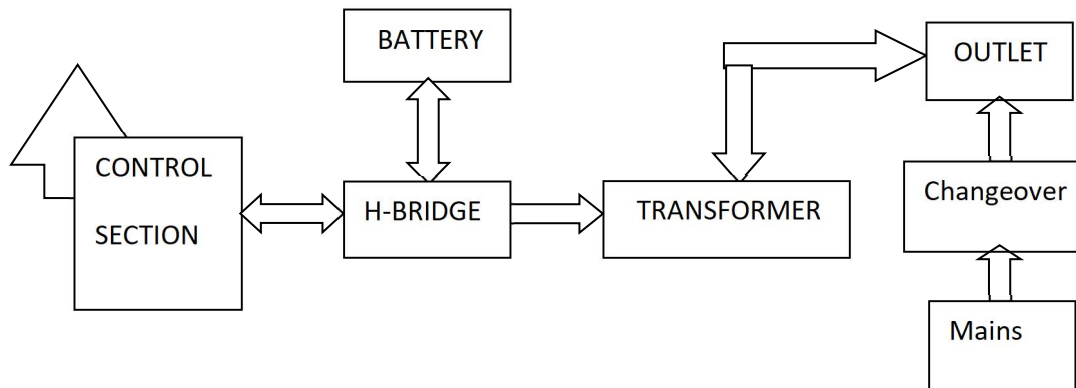 BATTERY
OUTLET
CONTROL
SECTION
H-BRIDGE
TRANSFORMER
Changeover
Mains